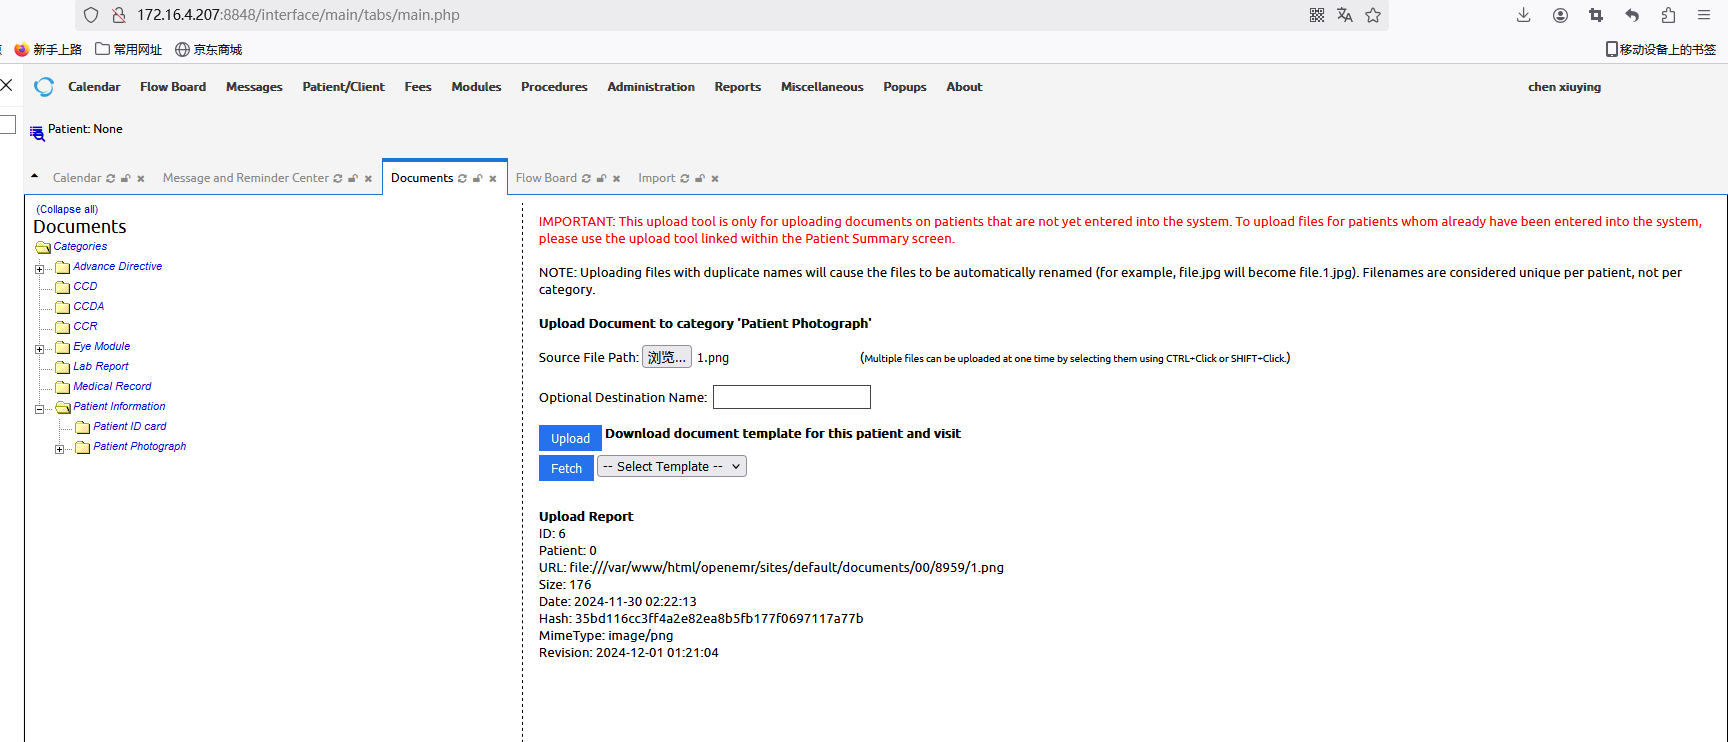 172.16.4.207:8848/interface/main/tabs/main.php
新手上路 常用网址 京东商城 移动设备上的书签
Calendar Flow Board Messages Patient/Client Fees Modules Procedures Administration Reports Miscellaneous Popups About chen xiuying
Patient: None
Calendar Message and Reminder Center Documents Flow Board Import
(Collapse all)
Documents
Categories
Advance Directive
CCD
CCDA
CCR
Eye Module
Lab Report
Medical Record
Patient Information
Patient ID card
Patient Photograph
IMPORTANT: This upload tool is only for uploading documents on patients that are not yet entered into the system. To upload files for patients whom already have been entered into the system,
please use the upload tool linked within the Patient Summary screen.
NOTE: Uploading files with duplicate names will cause the files to be automatically renamed (for example, file.jpg will become file.1.jpg). Filenames are considered unique per patient, not per
category.
Upload Document to category 'Patient Photograph'
Source File Path: 浏览... 1.png (Multiple files can be uploaded at one time by selecting them using CTRL+Click or SHIFT+Click.)
Optional Destination Name:
Upload Download document template for this patient and visit
Fetch -- Select Template --
Upload Report
ID: 6
Patient: 0
URL: file:///var/www/html/openemr/sites/default/documents/00/8959/1.png
Size: 176
Date: 2024-11-30 02:22:13
Hash: 35bd116cc3ff4a2e82ea8b5fb177f0697117a77b
MimeType: image/png
Revision: 2024-12-01 01:21:04